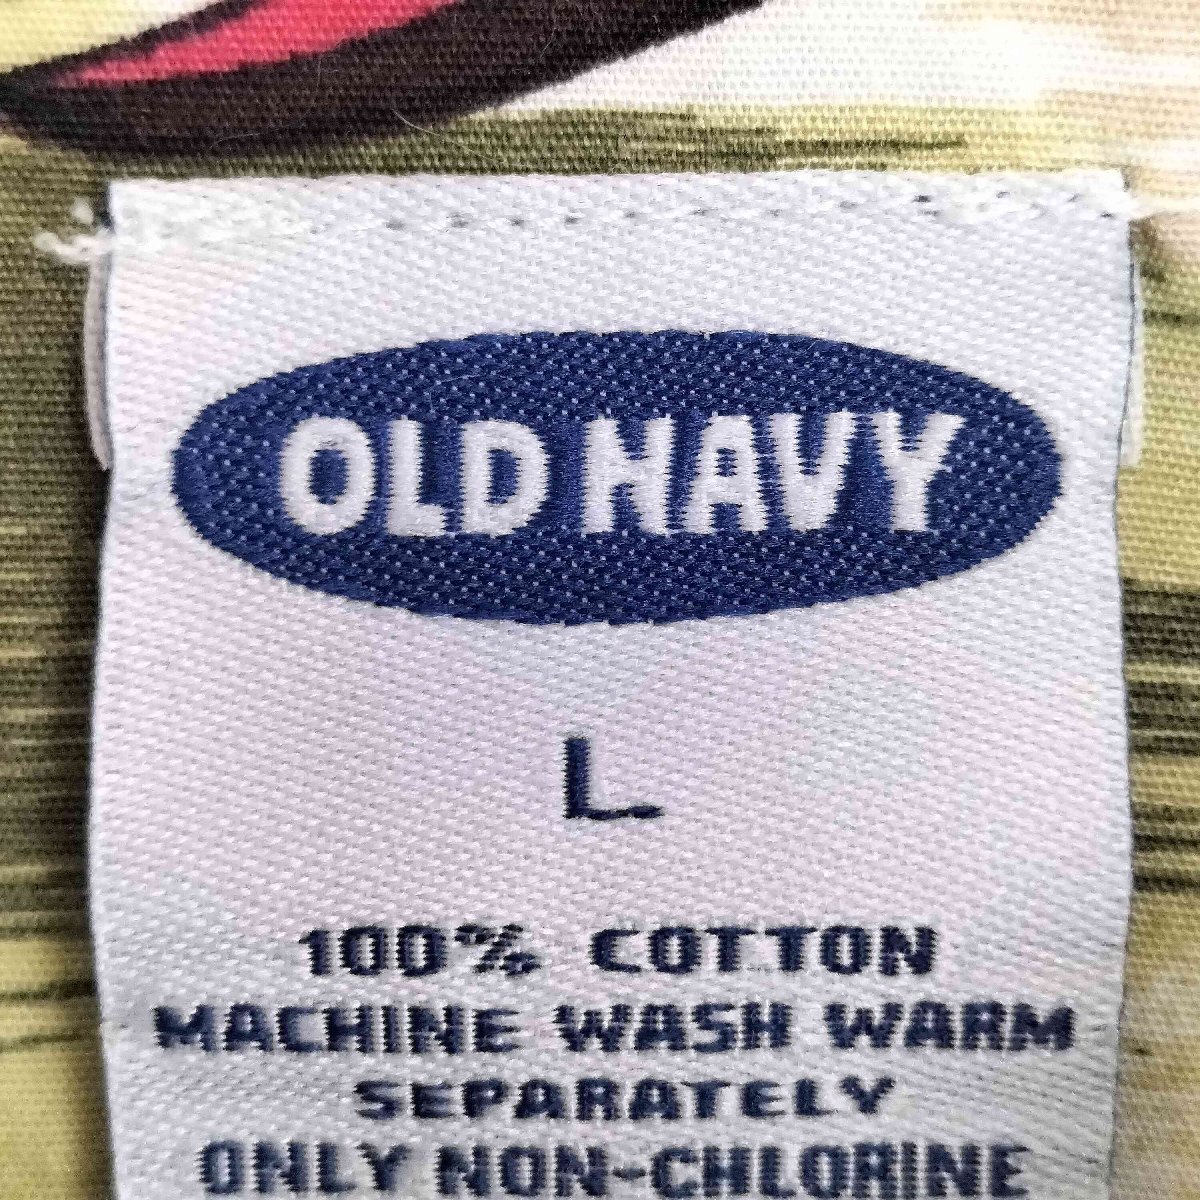 OLD NAVY
L
100% COTTON
MACHINE WASH WARM
SEPARATELY
ONLY NON-CHLORINE